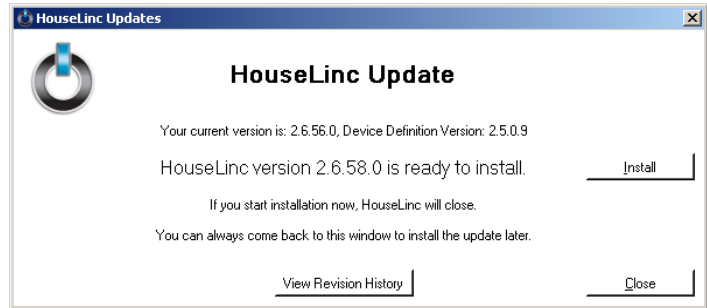 HouseLinc Updates
HouseLinc Update
Your current version is: 2.6.56.0, Device Definition Version: 2.5.0.9
HouseLinc version 2.6.58.0 is ready to install.
Install
If you start installation now, HouseLinc will close.
You can always come back to this window to install the update later.
View Revision History
Close